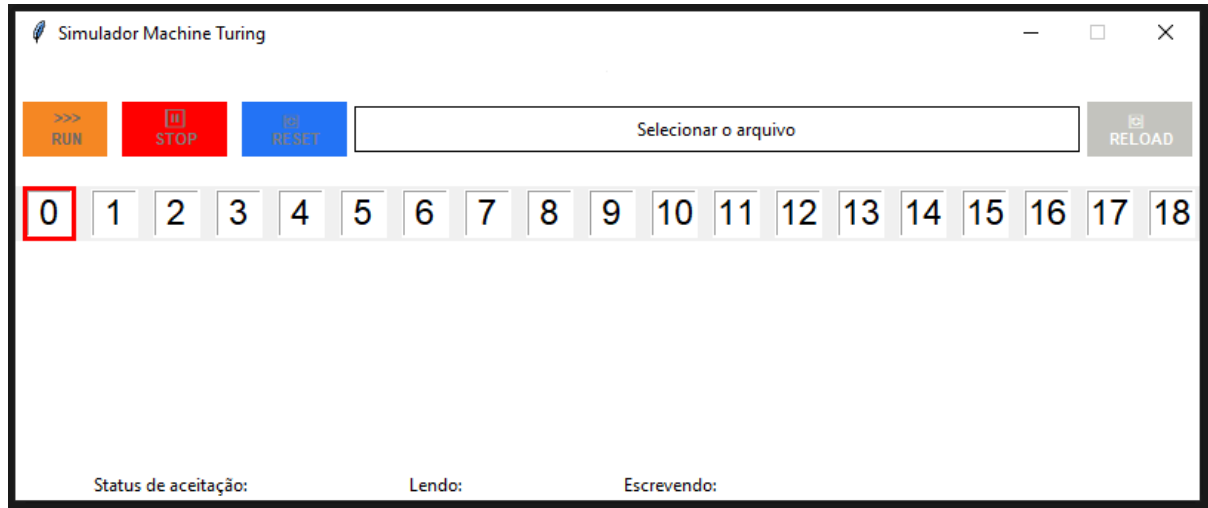 Simulador Machine Turing
>>> RUN
STOP
RESET
Selecionar o arquivo
RELOAD
0 1 2 3 4 5 6 7 8 9 10 11 12 13 14 15 16 17 18
Status de aceitação: Lendo: Escrevendo: